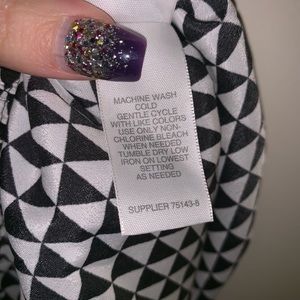 MACHINE WASH
COLD
GENTLE CYCLE
WITH LIKE COLORS
USE ONLY NON-
CHLORINE BLEACH
WHEN NEEDED
TUMBLE DRY LOW
IRON ON LOWEST
SETTING
AS NEEDED
SUPPLIER 75143-8